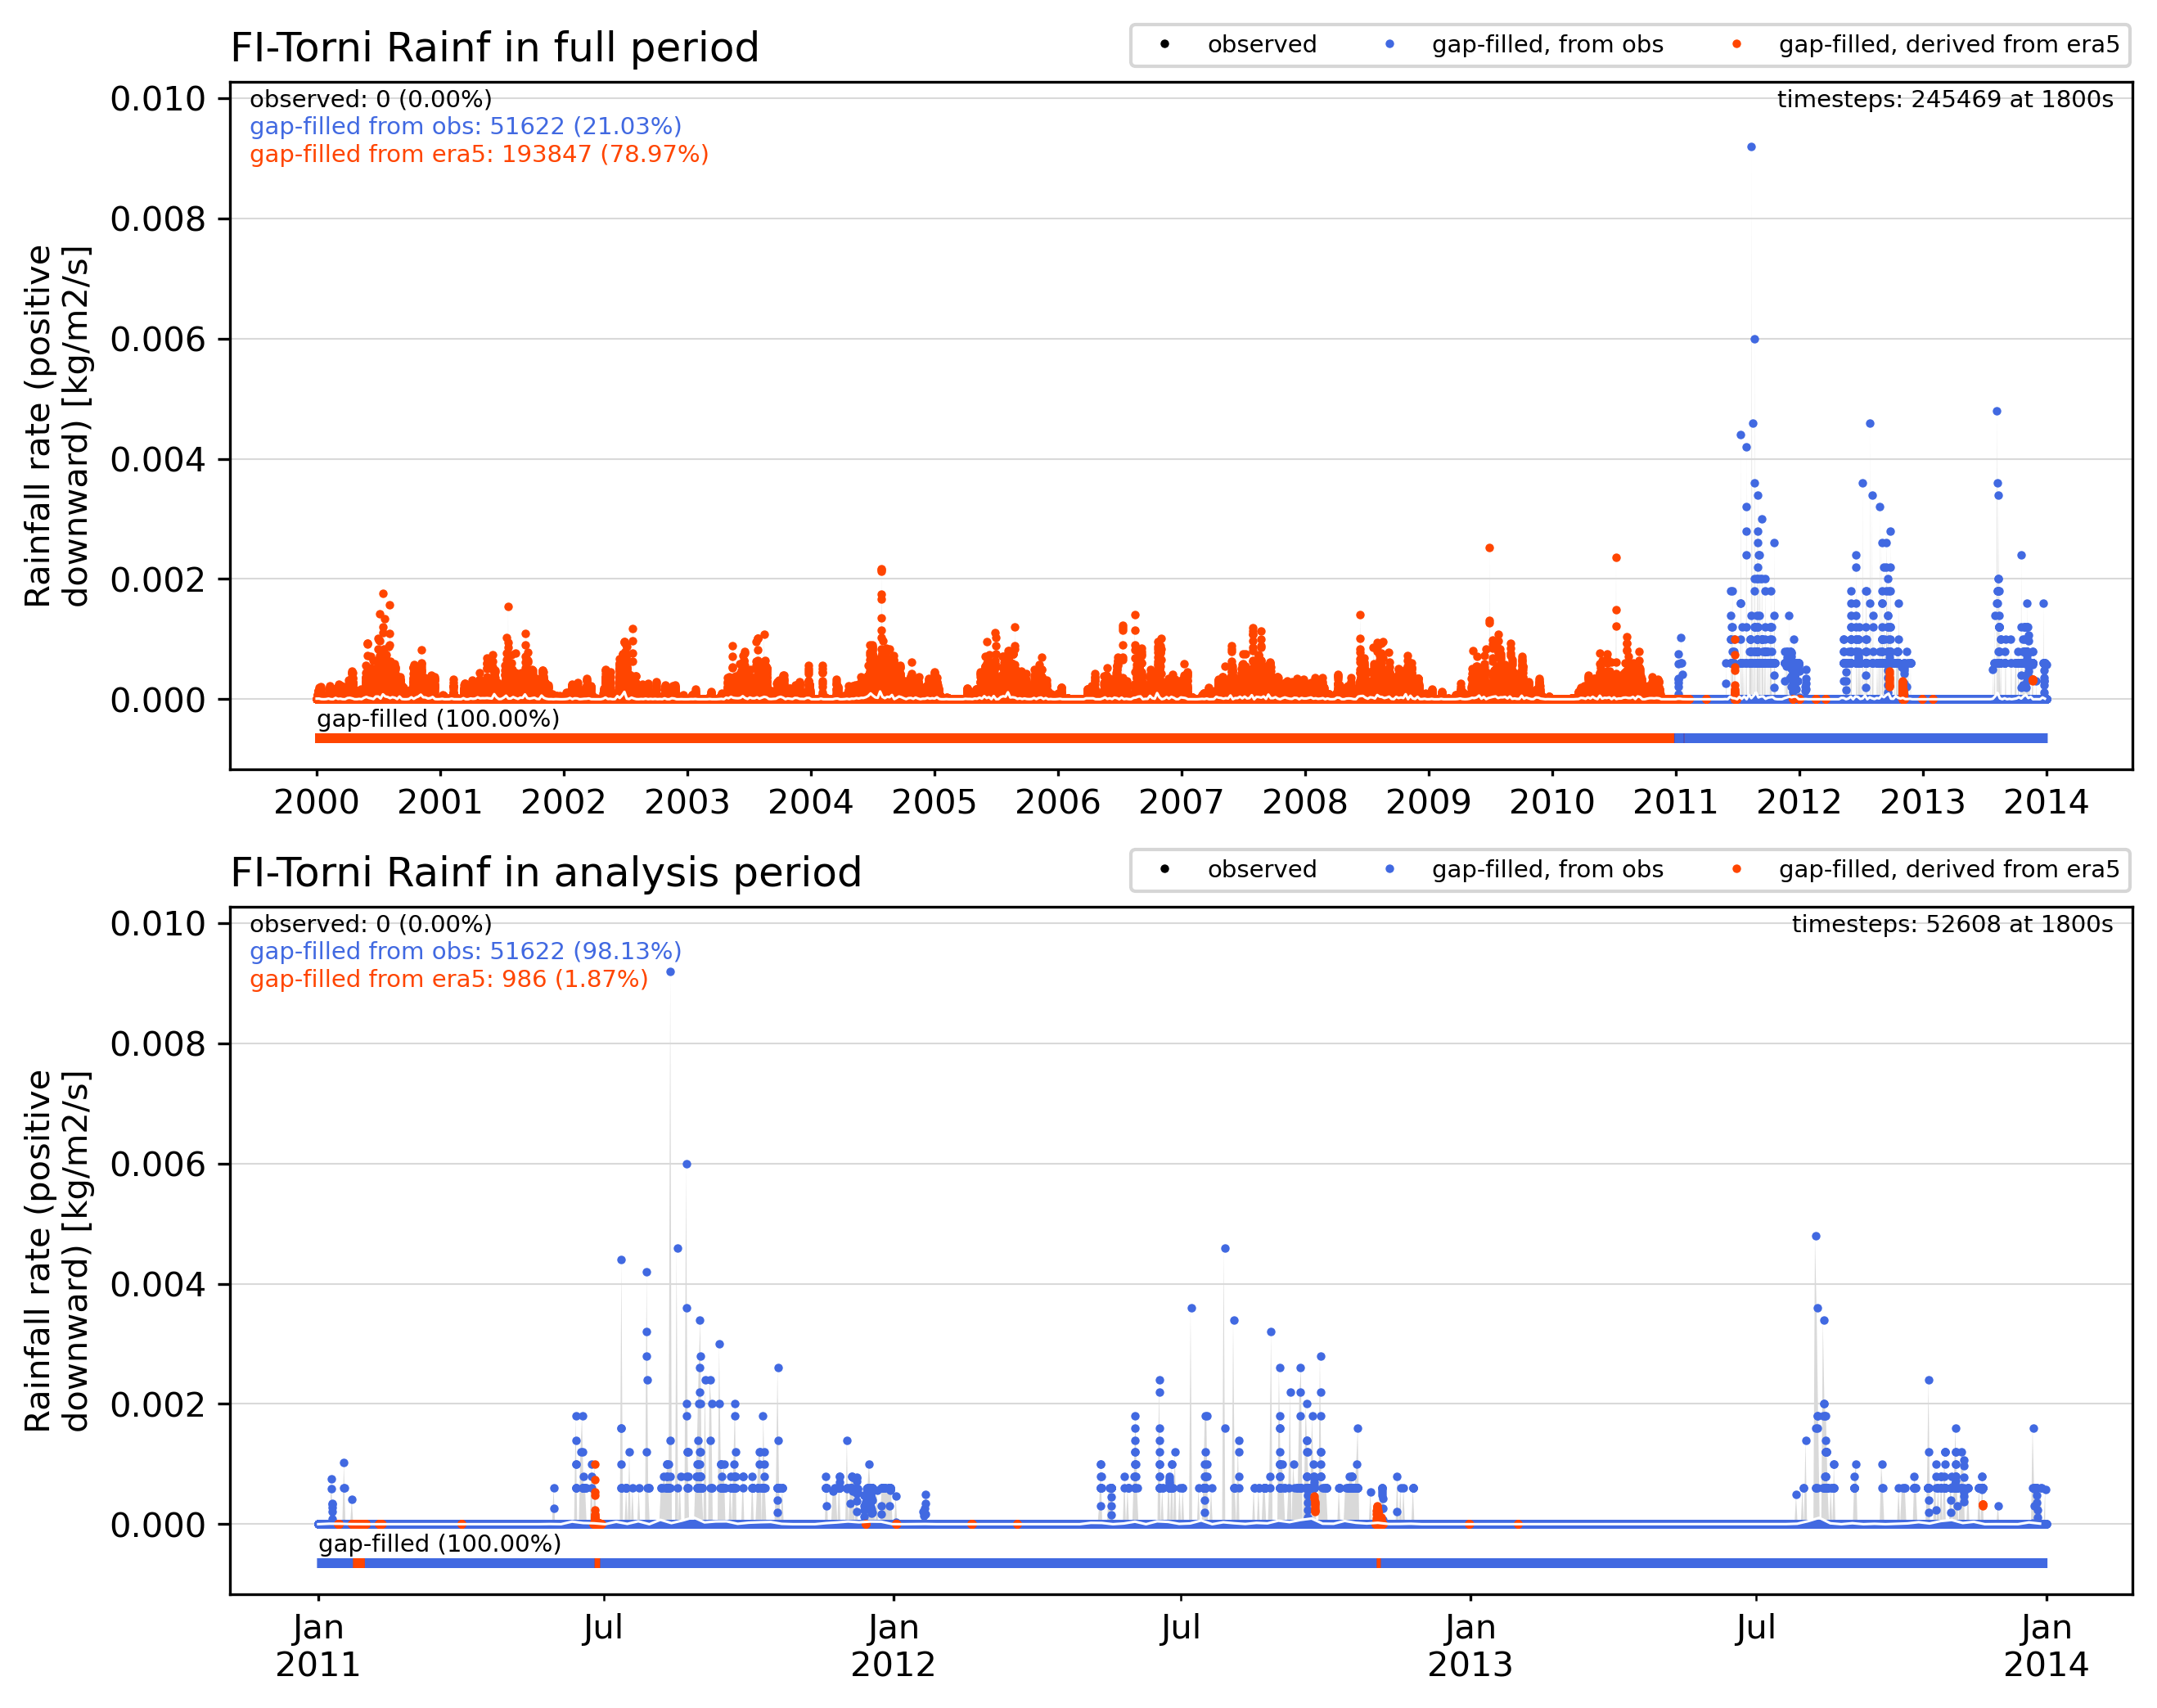 FI-Torni Rainf in full period
observed
gap-filled, from obs
gap-filled, derived from era5
observed: 0 (0.00%)
gap-filled from obs: 51622 (21.03%)
gap-filled from era5: 193847 (78.97%)
timesteps: 245469 at 1800s
Rainfall rate (positive
downward) [kg/m2/s]
0.010
0.008
0.006
0.004
0.002
0.000
gap-filled (100.00%)
2000 2001 2002 2003 2004 2005 2006 2007 2008 2009 2010 2011 2012 2013 2014
FI-Torni Rainf in analysis period
observed
gap-filled, from obs
gap-filled, derived from era5
observed: 0 (0.00%)
gap-filled from obs: 51622 (98.13%)
gap-filled from era5: 986 (1.87%)
timesteps: 52608 at 1800s
Rainfall rate (positive
downward) [kg/m2/s]
0.010
0.008
0.006
0.004
0.002
0.000
gap-filled (100.00%)
Jan Jul Jan Jul Jan Jul Jan
2011 2012 2013 2014